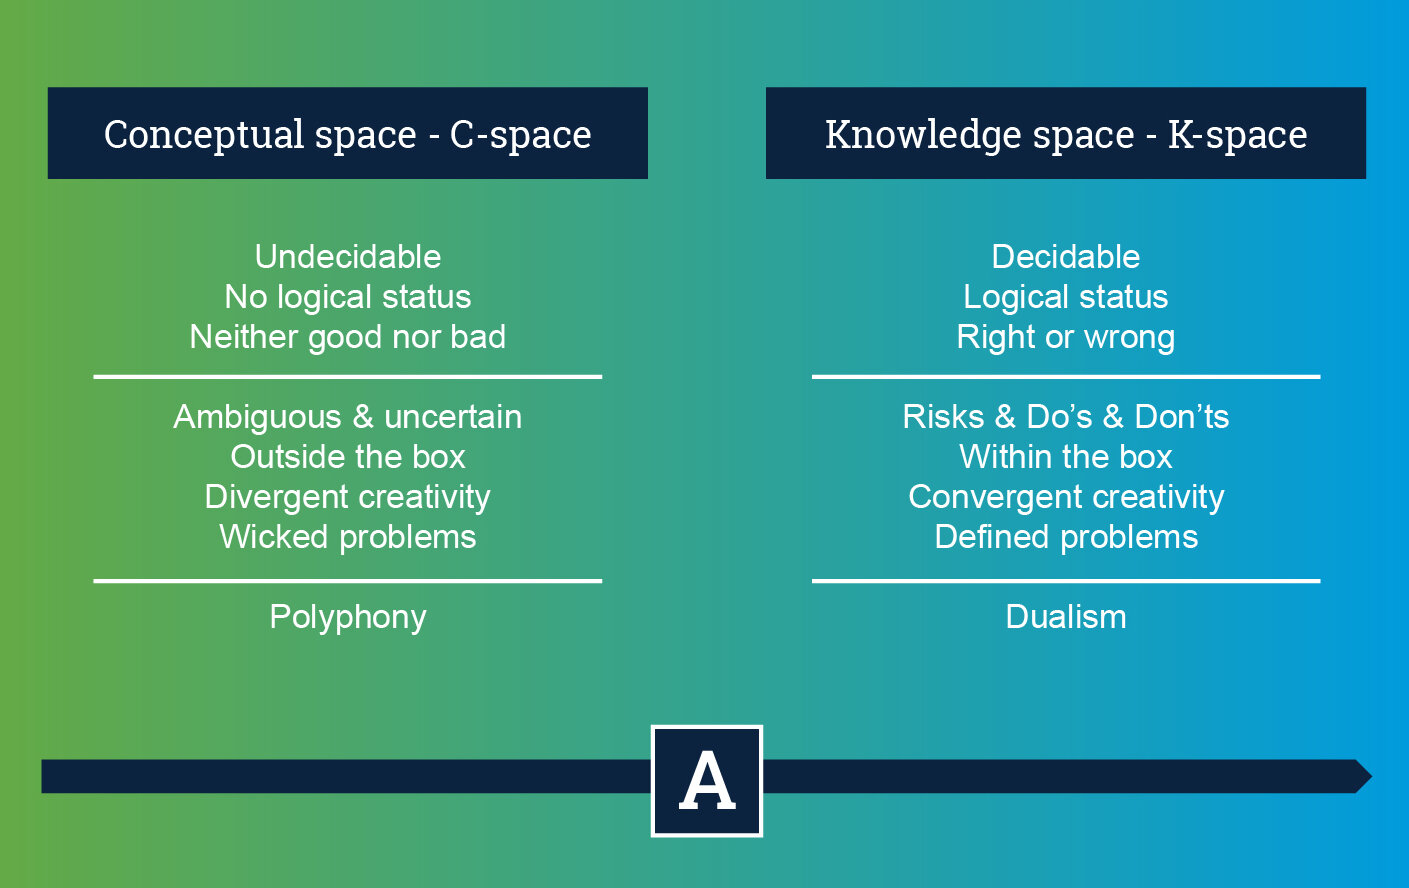 Conceptual space - C-space
Undecidable
No logical status
Neither good nor bad
Ambiguous & uncertain
Outside the box
Divergent creativity
Wicked problems
Polyphony
Knowledge space - K-space
Decidable
Logical status
Right or wrong
Risks & Do’s & Don’ts
Within the box
Convergent creativity
Defined problems
Dualism
A